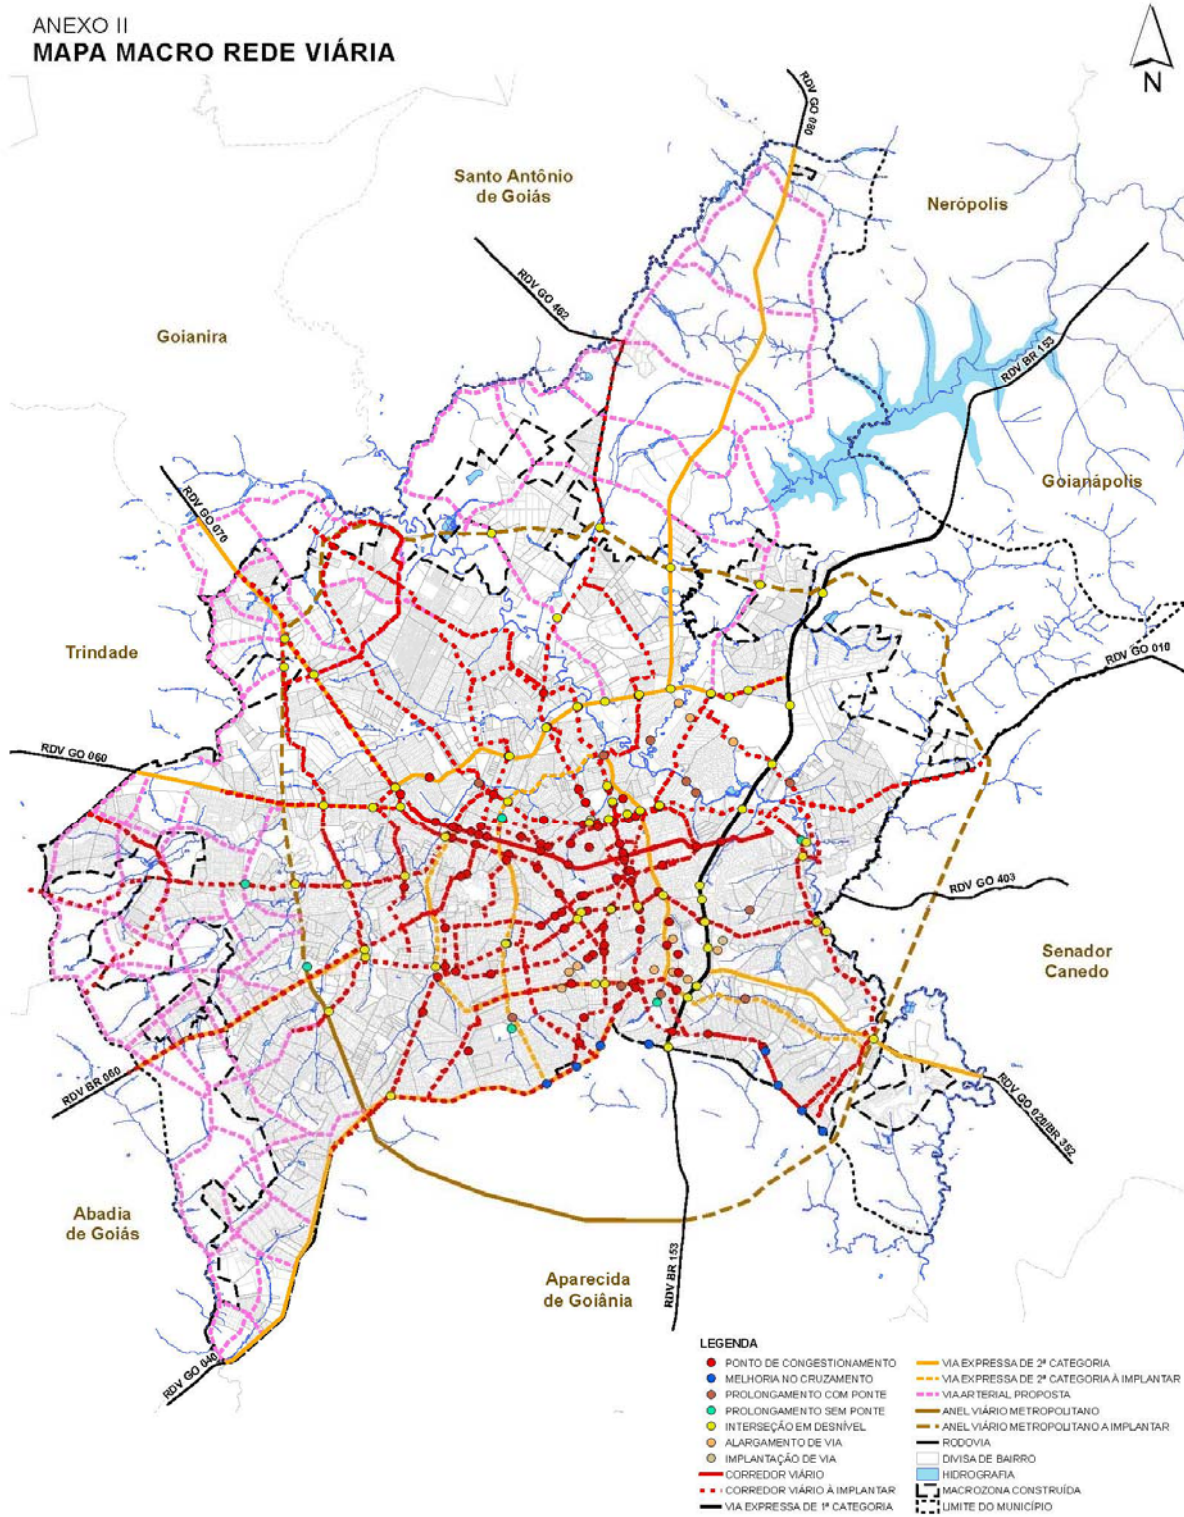 ANEXO II
MAPA MACRO REDE VIÁRIA
N
RDV GO 080
Santo Antônio
de Goiás
Nerópolis
RDV GO 462
Goianira
RDV BR 153
Goianápolis
RDV GO 070
Trindade
RDV GO 010
RDV GO 060
RDV GO 403
Senador
Canedo
RDV BR 060
RDV GO 020/BR 352
Abadia
de Goiás
RDV BR 153
Aparecida
de Goiânia
RDV GO 040
LEGENDA
PONTO DE CONGESTIONAMENTO
MELHORIA NO CRUZAMENTO
PROLONGAMENTO COM PONTE
PROLONGAMENTO SEM PONTE
INTERSEÇÃO EM DESNÍVEL
ALARGAMENTO DE VIA
IMPLANTAÇÃO DE VIA
CORREDOR VIÁRIO
CORREDOR VIÁRIO À IMPLANTAR
VIA EXPRESSA DE 1ª CATEGORIA
VIA EXPRESSA DE 2ª CATEGORIA
VIA EXPRESSA DE 2ª CATEGORIA À IMPLANTAR
VIA ARTERIAL PROPOSTA
ANEL VIÁRIO METROPOLITANO
ANEL VIÁRIO METROPOLITANO A IMPLANTAR
RODOVIA
DIVISA DE BAIRRO
HIDROGRAFIA
MACROZONA CONSTRUÍDA
LIMITE DO MUNICÍPIO